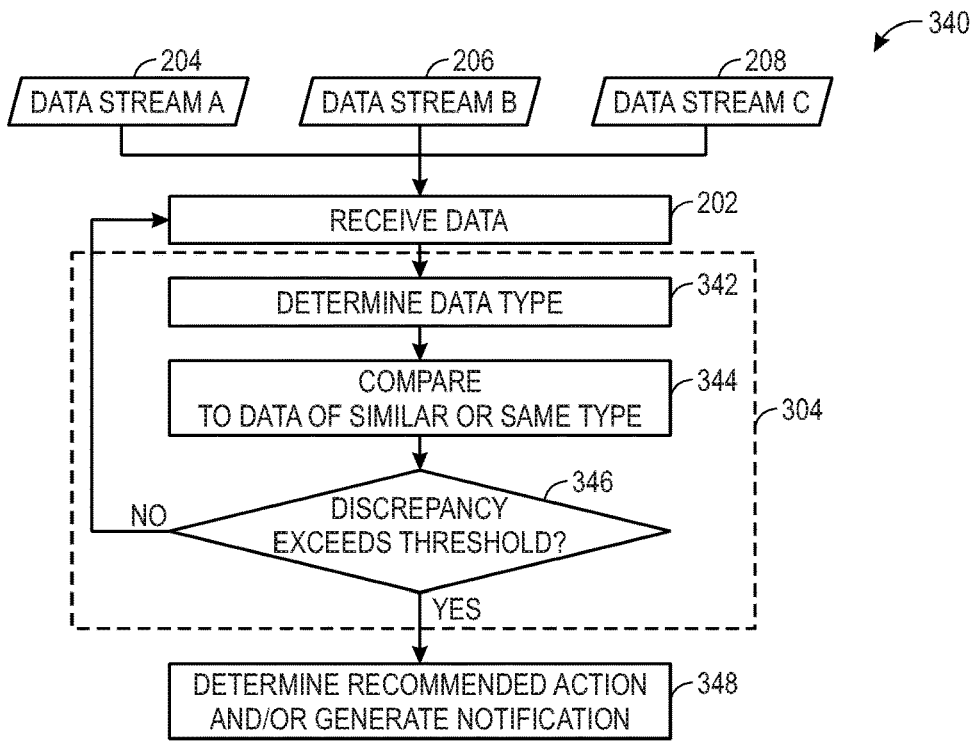 340
204
206
208
DATA STREAM A
DATA STREAM B
DATA STREAM C
RECEIVE DATA
202
DETERMINE DATA TYPE
342
COMPARE
TO DATA OF SIMILAR OR SAME TYPE
344
304
346
DISCREPANCY
EXCEEDS THRESHOLD?
NO
YES
DETERMINE RECOMMENDED ACTION
AND/OR GENERATE NOTIFICATION
348